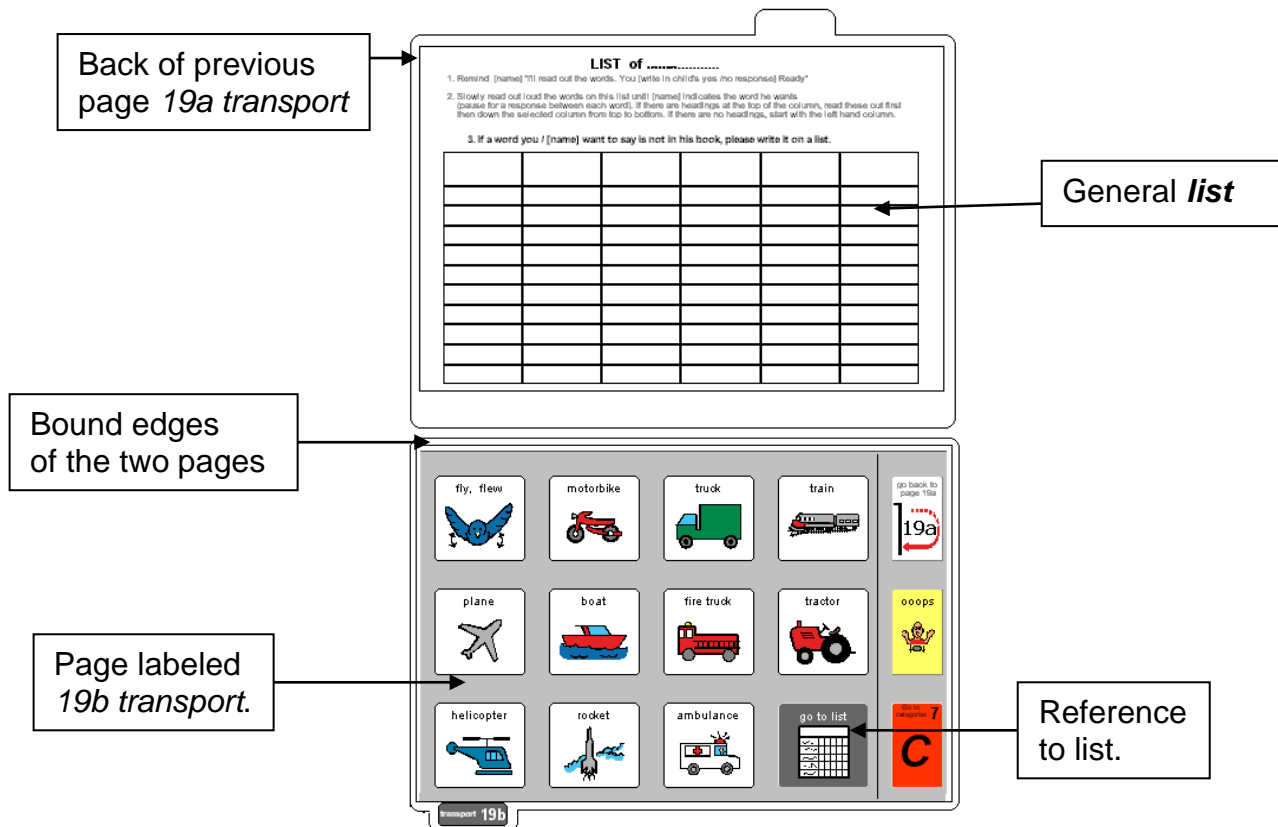 Back of previous
page 19a transport
LIST of ......................
1. Remind [name] "I'll read out the words. You [write in child's yes /no response] Ready"
2. Slowly read out loud the words on this list until [name] indicates the word he wants
(pause for a response between each word). If there are headings at the top of the column, read these out first
then down the selected column from top to bottom. If there are no headings, start with the left hand column.
3. If a word you / [name] want to say is not in his book, please write it on a list.
General list
Bound edges
of the two pages
fly, flew
motorbike
truck
train
go back to
page 19a
19a
plane
boat
fire truck
tractor
ooops
Page labeled
19b transport.
helicopter
rocket
ambulance
go to list
Go to
categories 7
C
Reference
to list.
transport 19b